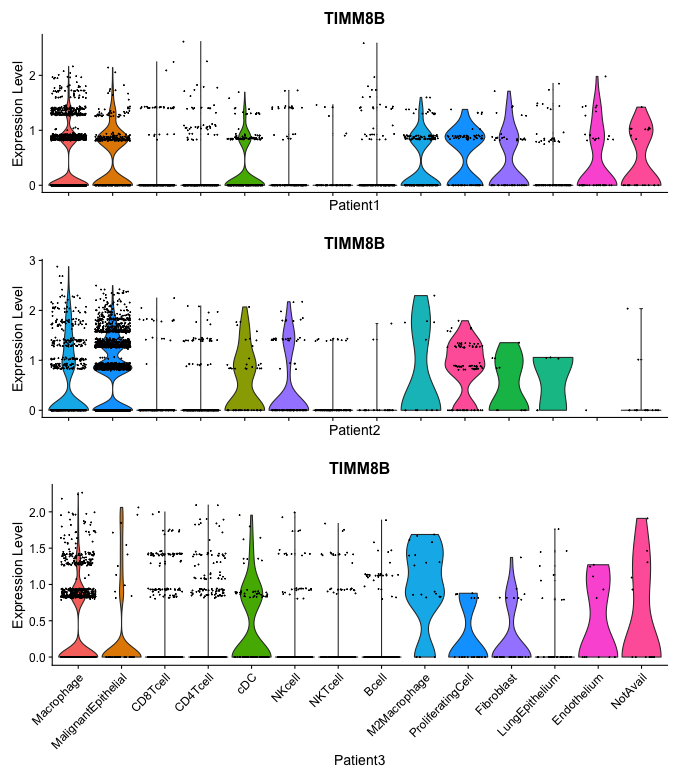 TIMM8B
Expression Level
2
1
0
Patient1
TIMM8B
Expression Level
3
2
1
0
Patient2
TIMM8B
Expression Level
2.0
1.5
1.0
0.5
0.0
Macrophage
MalignantEpithelial
CD8Tcell
CD4Tcell
cDC
NKcell
NKTcell
Bcell
M2Macrophage
ProliferatingCell
Fibroblast
LungEpithelium
Endothelium
NotAvail
Patient3